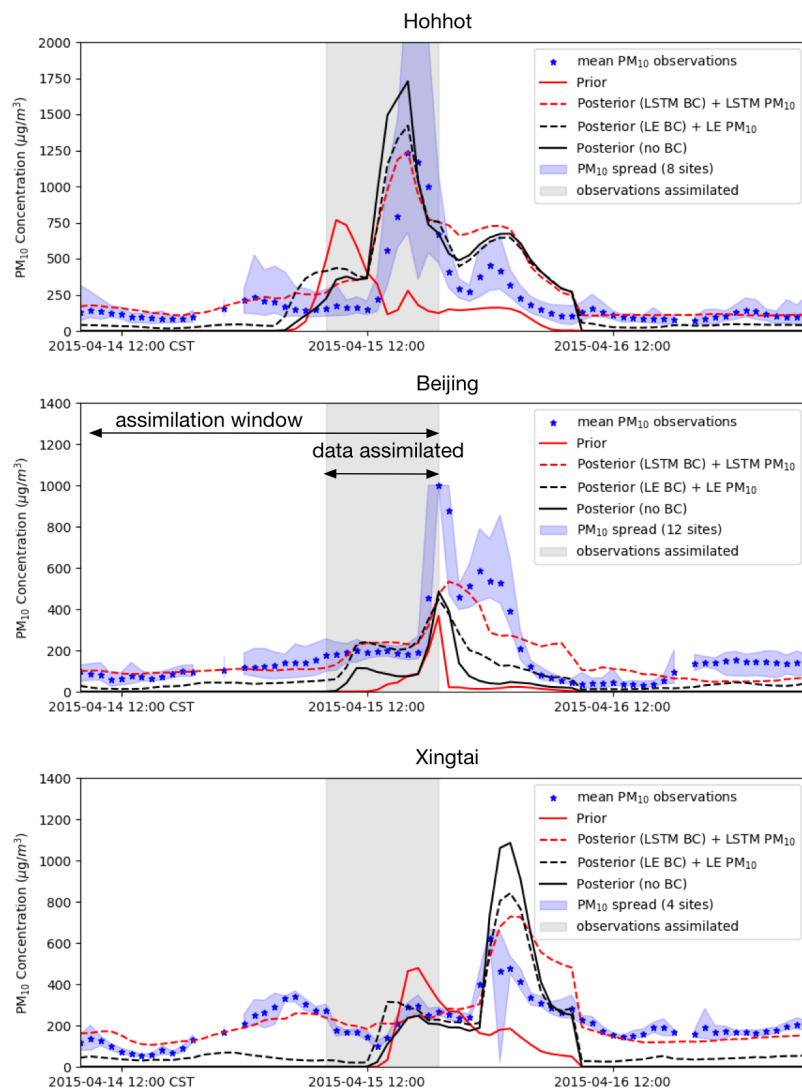 Hohhot
PM₁₀ Concentration (μg/m³)
2000
1750
1500
1250
1000
750
500
250
0
mean PM₁₀ observations
Prior
Posterior (LSTM BC) + LSTM PM₁₀
Posterior (LE BC) + LE PM₁₀
Posterior (no BC)
PM₁₀ spread (8 sites)
observations assimilated
2015-04-14 12:00 CST
2015-04-15 12:00
2015-04-16 12:00
Beijing
PM₁₀ Concentration (μg/m³)
1400
1200
1000
800
600
400
200
0
assimilation window
data assimilated
mean PM₁₀ observations
Prior
Posterior (LSTM BC) + LSTM PM₁₀
Posterior (LE BC) + LE PM₁₀
Posterior (no BC)
PM₁₀ spread (12 sites)
observations assimilated
2015-04-14 12:00 CST
2015-04-15 12:00
2015-04-16 12:00
Xingtai
PM₁₀ Concentration (μg/m³)
1400
1200
1000
800
600
400
200
0
mean PM₁₀ observations
Prior
Posterior (LSTM BC) + LSTM PM₁₀
Posterior (LE BC) + LE PM₁₀
Posterior (no BC)
PM₁₀ spread (4 sites)
observations assimilated
2015-04-14 12:00 CST
2015-04-15 12:00
2015-04-16 12:00